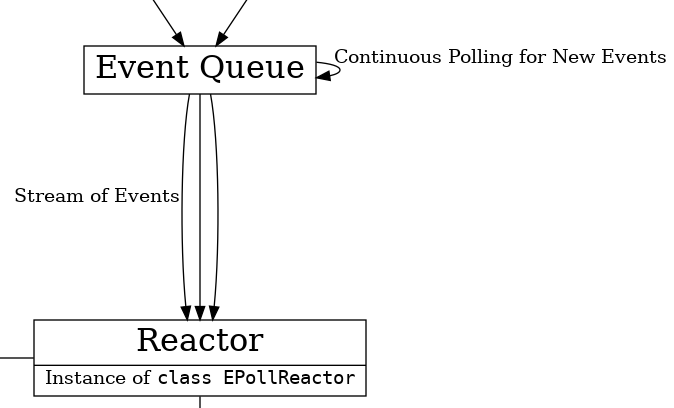 Event Queue
Continuous Polling for New Events
Stream of Events
Reactor
Instance of class EPollReactor